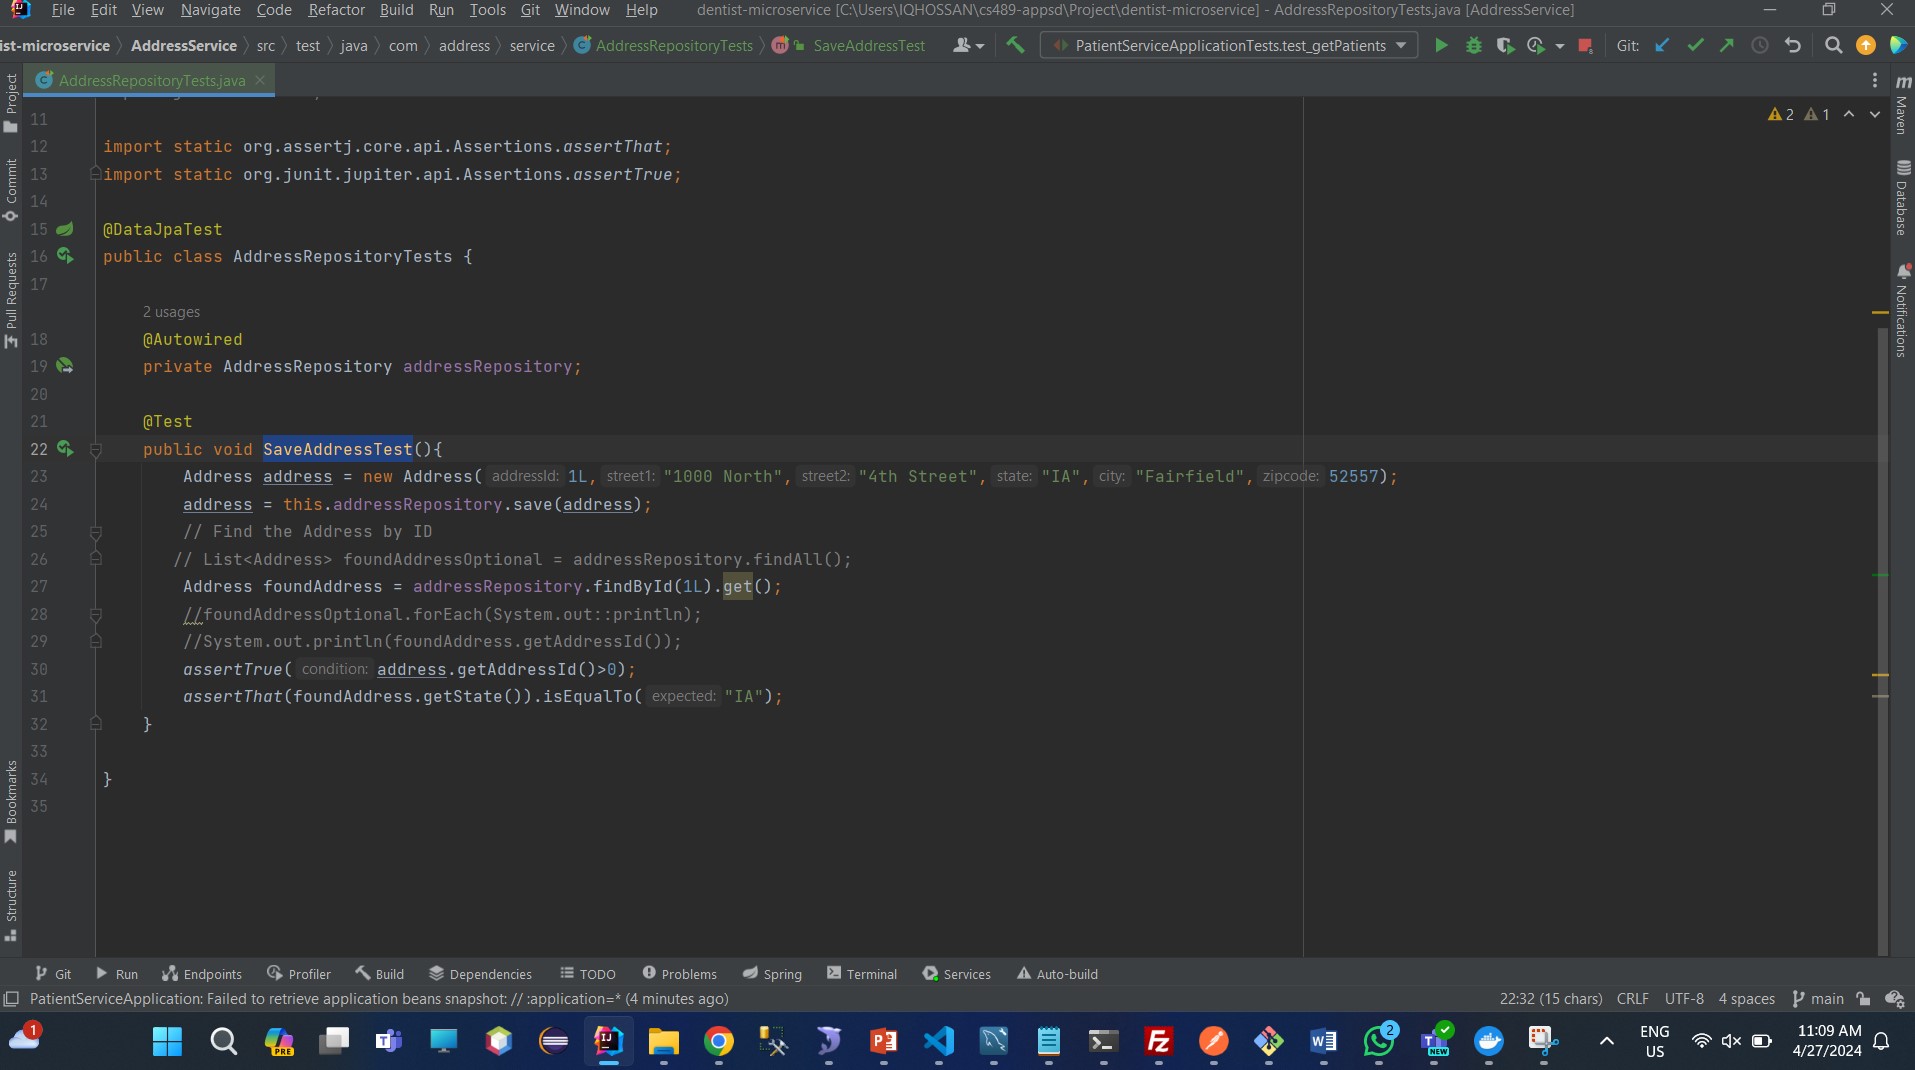 File Edit View Navigate Code Refactor Build Run Tools Git Window Help dentist-microservice [C:\Users\IQHOSSAN\cs489-appsd\Project\dentist-microservice] - AddressRepositoryTests.java [AddressService]
ist-microservice AddressService src test java com address service AddressRepositoryTests SaveAddressTest PatientServiceApplicationTests.test_getPatients Git:
AddressRepositoryTests.java
Project
Commit
Pull Requests
Bookmarks
Structure
2 1
11
12 import static org.assertj.core.api.Assertions.assertThat;
13 import static org.junit.jupiter.api.Assertions.assertTrue;
14
15 @DataJpaTest
16 public class AddressRepositoryTests {
17
2 usages
18 @Autowired
19 private AddressRepository addressRepository;
20
21 @Test
22 public void SaveAddressTest(){
23 Address address = new Address( addressId: 1L, street1: "1000 North", street2: "4th Street", state: "IA", city: "Fairfield", zipcode: 52557);
24 address = this.addressRepository.save(address);
25 // Find the Address by ID
26 // List<Address> foundAddressOptional = addressRepository.findAll();
27 Address foundAddress = addressRepository.findById(1L).get();
28 //foundAddressOptional.forEach(System.out::println);
29 //System.out.println(foundAddress.getAddressId());
30 assertTrue( condition: address.getAddressId()>0);
31 assertThat(foundAddress.getState()).isEqualTo( expected: "IA");
32 }
33
34 }
35
m Maven
Database
Notifications
Git Run Endpoints Profiler Build Dependencies TODO Problems Spring Terminal Services Auto-build
PatientServiceApplication: Failed to retrieve application beans snapshot: // :application=* (4 minutes ago) 22:32 (15 chars) CRLF UTF-8 4 spaces main
1 PRE 2 NEW ENG 11:09 AM
US 4/27/2024